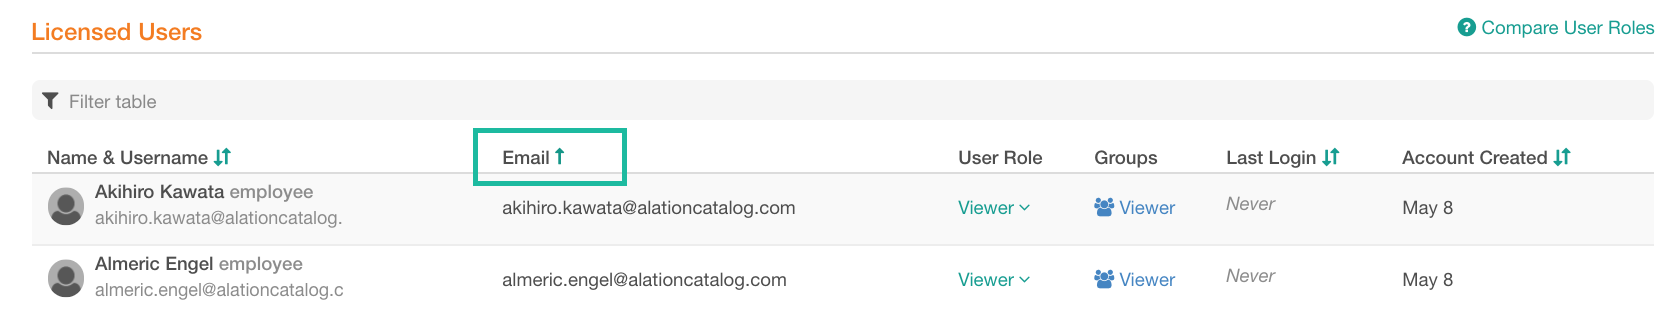 Licensed Users
Compare User Roles
Filter table
Name & Username Email User Role Groups Last Login Account Created
Akihiro Kawata employee
akihiro.kawata@alationcatalog.
akihiro.kawata@alationcatalog.com Viewer Viewer Never May 8
Almeric Engel employee
almeric.engel@alationcatalog.c
almeric.engel@alationcatalog.com Viewer Viewer Never May 8